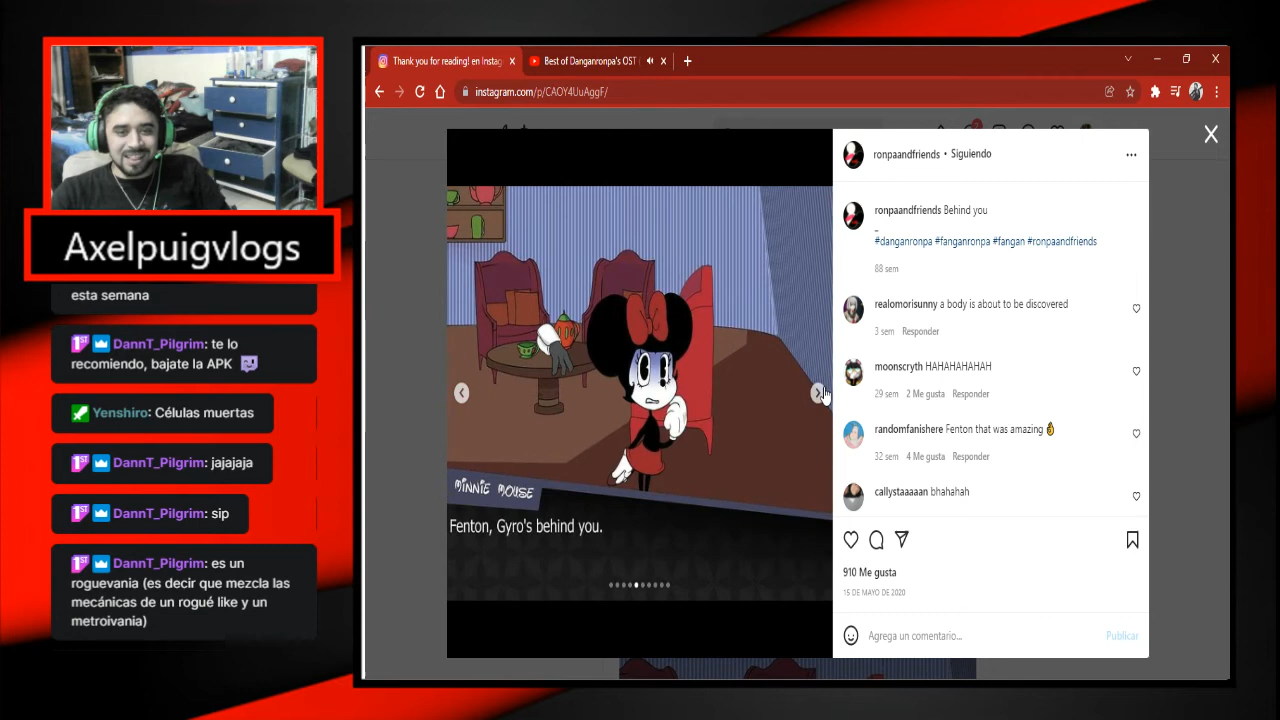 Axelpuigvlogs
esta semana
DannT_Pilgrim: te lo
recomiendo, bajate la APK
Yenshiro: Células muertas
DannT_Pilgrim: jajajaja
DannT_Pilgrim: sip
DannT_Pilgrim: es un
roguevania (es decir que mezcla las
mecánicas de un rogué like y un
metroivania)
Thank you for reading! en Instag
Best of Danganronpa's OST
instagram.com/p/CAOY4UuAggF/
MINNIE MOUSE
Fenton, Gyro's behind you.
ronpaandfriends • Siguiendo
ronpaandfriends Behind you
_
#danganronpa #fanganronpa #fangan #ronpaandfriends
88 sem
realomorisunny a body is about to be discovered
3 sem Responder
moonscryth HAHAHAHAHAH
29 sem 2 Me gusta Responder
randomfanishere Fenton that was amazing
32 sem 4 Me gusta Responder
callystaaaaan bhahahah
910 Me gusta
15 DE MAYO DE 2020
Agrega un comentario...
Publicar